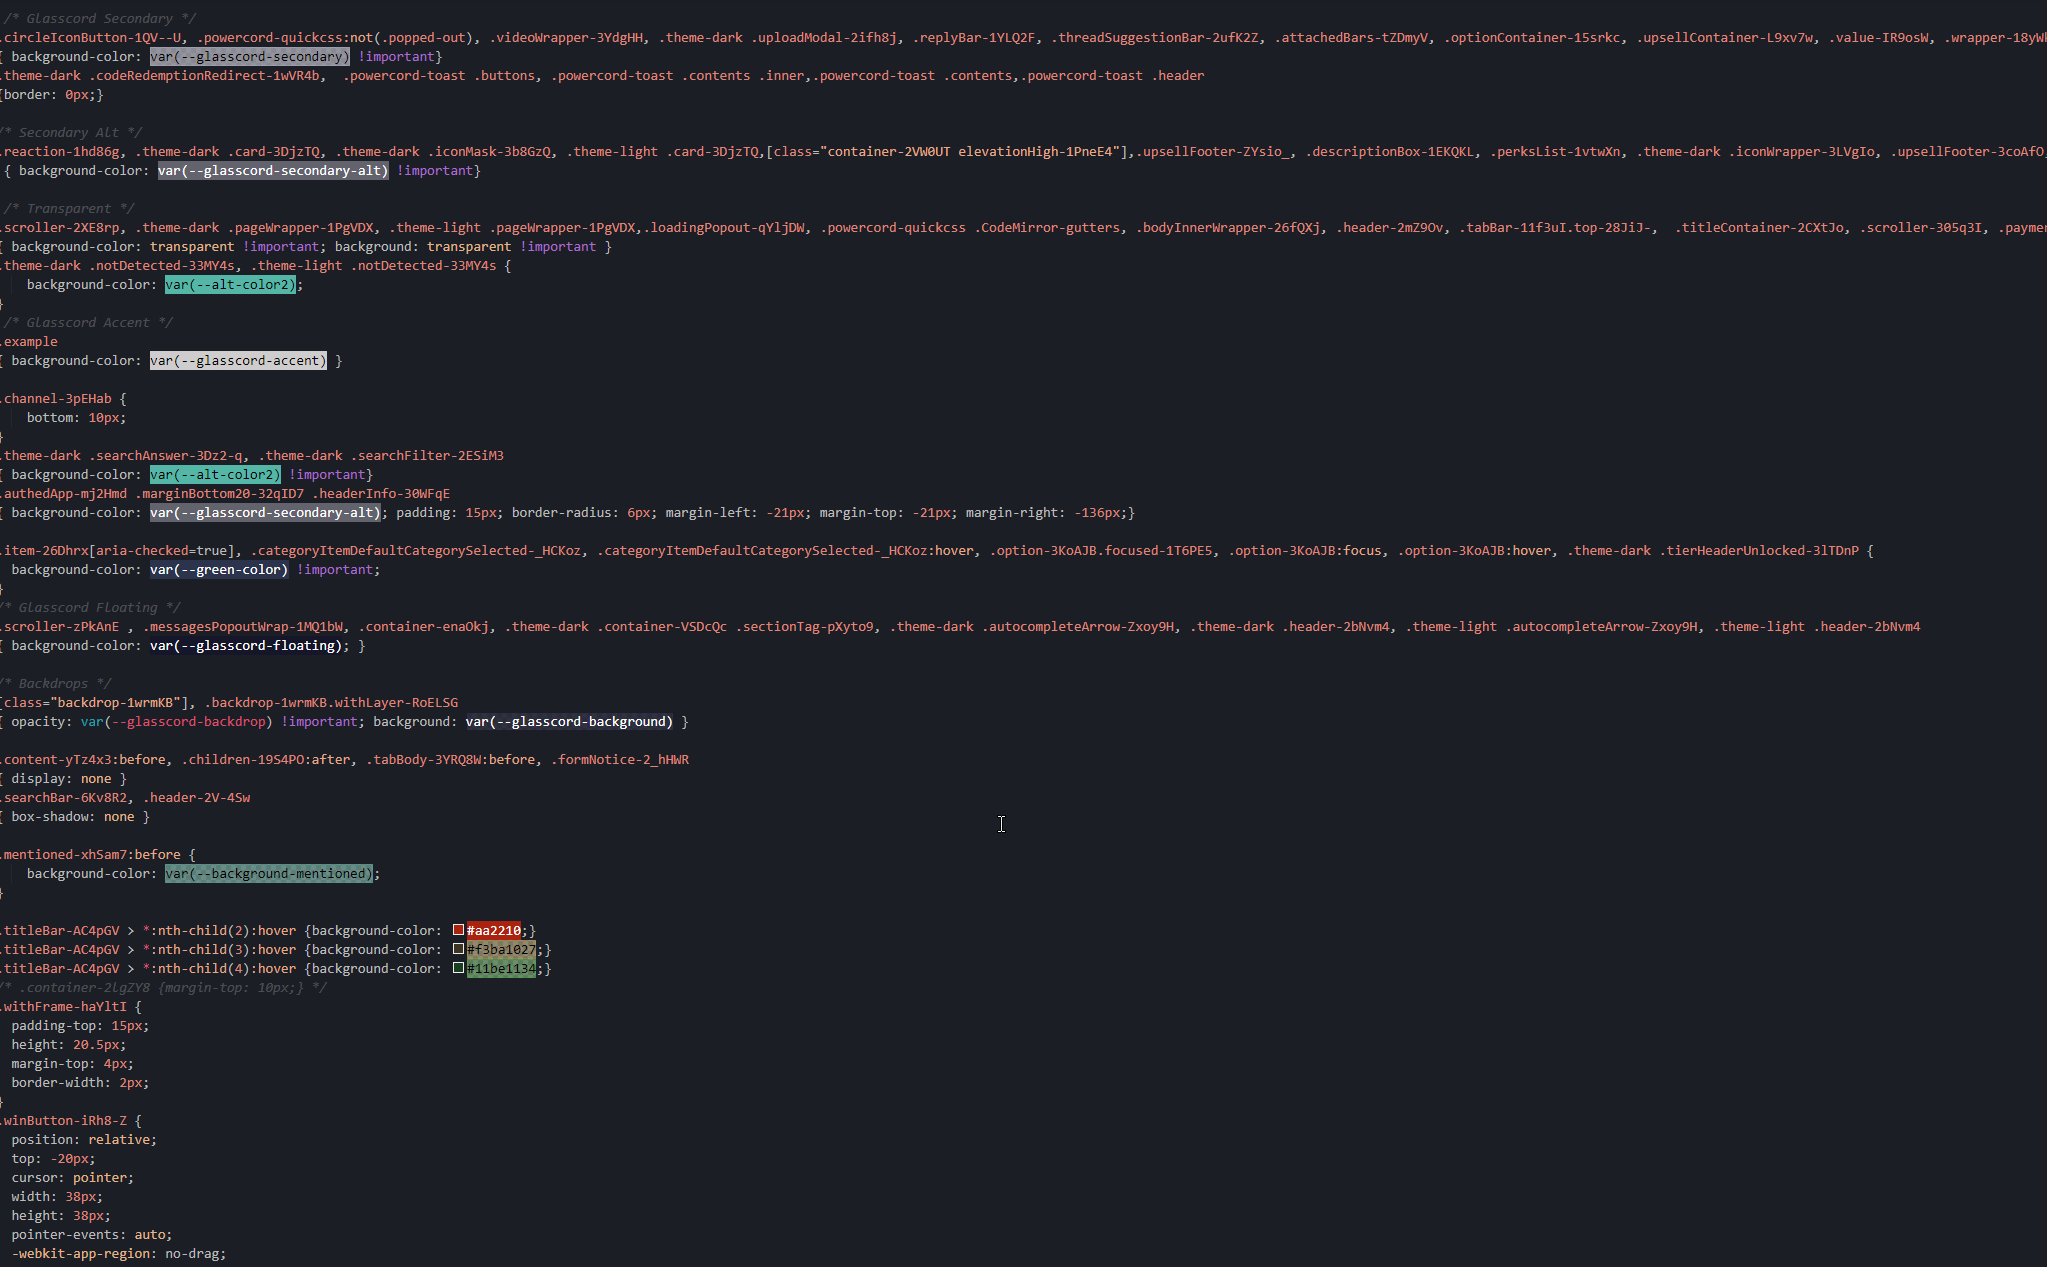 /* Glasscord Secondary */
.circleIconButton-1QV--U, .powercord-quickcss:not(.popped-out), .videoWrapper-3YdgHH, .theme-dark .uploadModal-2ifh8j, .replyBar-1YLQ2F, .threadSuggestionBar-2ufK2Z, .attachedBars-tZDmyV, .optionContainer-15srkc, .upsellContainer-L9xv7w, .value-IR9osW, .wrapper-18yW
{ background-color: var(--glasscord-secondary) !important}
.theme-dark .codeRedemptionRedirect-1wVR4b, .powercord-toast .buttons, .powercord-toast .contents .inner,.powercord-toast .contents,.powercord-toast .header
{border: 0px;}
/* Secondary Alt */
.reaction-1hd86g, .theme-dark .card-3DjzTQ, .theme-dark .iconMask-3b8GzQ, .theme-light .card-3DjzTQ,[class="container-2VW0UT elevationHigh-1PneE4"],.upsellFooter-ZYsio_, .descriptionBox-1EKQKL, .perksList-1vtwXn, .theme-dark .iconWrapper-3LVgIo, .upsellFooter-3coAfO
{ background-color: var(--glasscord-secondary-alt) !important}
/* Transparent */
.scroller-2XE8rp, .theme-dark .pageWrapper-1PgVDX, .theme-light .pageWrapper-1PgVDX,.loadingPopout-qYljDW, .powercord-quickcss .CodeMirror-gutters, .bodyInnerWrapper-26fQXj, .header-2mZ9Ov, .tabBar-11f3uI.top-28JiJ-, .titleContainer-2CXtJo, .scroller-305q3I, .payme
{ background-color: transparent !important; background: transparent !important }
.theme-dark .notDetected-33MY4s, .theme-light .notDetected-33MY4s {
background-color: var(--alt-color2);
}
/* Glasscord Accent */
.example
{ background-color: var(--glasscord-accent) }
.channel-3pEHab {
bottom: 10px;
}
.theme-dark .searchAnswer-3Dz2-q, .theme-dark .searchFilter-2ESiM3
{ background-color: var(--alt-color2) !important}
.authedApp-mj2Hmd .marginBottom20-32qID7 .headerInfo-30WFqE
{ background-color: var(--glasscord-secondary-alt); padding: 15px; border-radius: 6px; margin-left: -21px; margin-top: -21px; margin-right: -136px;}
.item-26Dhrx[aria-checked=true], .categoryItemDefaultCategorySelected-_HCKoz, .categoryItemDefaultCategorySelected-_HCKoz:hover, .option-3KoAJB.focused-1T6PE5, .option-3KoAJB:focus, .option-3KoAJB:hover, .theme-dark .tierHeaderUnlocked-3lTDnP {
background-color: var(--green-color) !important;
}
/* Glasscord Floating */
.scroller-zPkAnE , .messagesPopoutWrap-1MQ1bW, .container-enaOkj, .theme-dark .container-VSDcQc .sectionTag-pXyto9, .theme-dark .autocompleteArrow-Zxoy9H, .theme-dark .header-2bNvm4, .theme-light .autocompleteArrow-Zxoy9H, .theme-light .header-2bNvm4
{ background-color: var(--glasscord-floating); }
/* Backdrops */
[class="backdrop-1wrmKB"], .backdrop-1wrmKB.withLayer-RoELSG
{ opacity: var(--glasscord-backdrop) !important; background: var(--glasscord-background) }
.content-yTz4x3:before, .children-19S4PO:after, .tabBody-3YRQ8W:before, .formNotice-2_hHWR
{ display: none }
.searchBar-6Kv8R2, .header-2V-4Sw
{ box-shadow: none }
.mentioned-xhSam7:before {
background-color: var(--background-mentioned);
}
.titleBar-AC4pGV > *:nth-child(2):hover {background-color: #aa2210;}
.titleBar-AC4pGV > *:nth-child(3):hover {background-color: #f3ba1027;}
.titleBar-AC4pGV > *:nth-child(4):hover {background-color: #11be1134;}
/* .container-2lgZY8 {margin-top: 10px;} */
.withFrame-haYltI {
padding-top: 15px;
height: 20.5px;
margin-top: 4px;
border-width: 2px;
}
.winButton-iRh8-Z {
position: relative;
top: -20px;
cursor: pointer;
width: 38px;
height: 38px;
pointer-events: auto;
-webkit-app-region: no-drag;